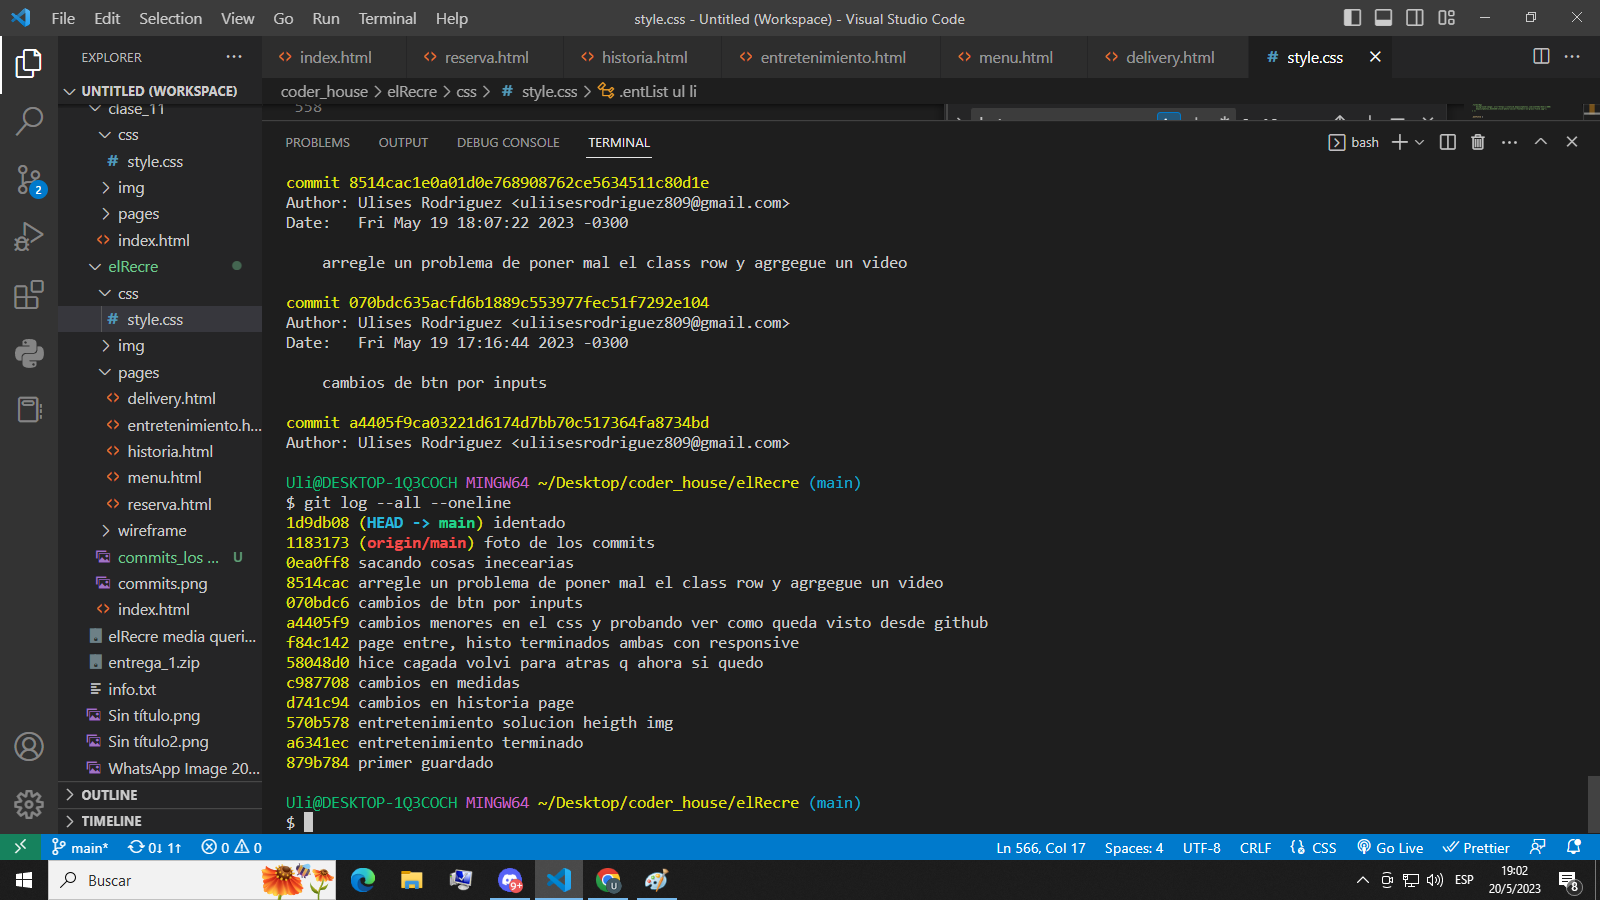 File Edit Selection View Go Run Terminal Help
style.css - Untitled (Workspace) - Visual Studio Code
EXPLORER
index.html
reserva.html
historia.html
entretenimiento.html
menu.html
delivery.html
# style.css
UNTITLED (WORKSPACE)
coder_house > elRecre > css > # style.css > .entList ul li
clase_11
css
# style.css
img
pages
index.html
elRecre
css
# style.css
img
pages
delivery.html
entretenimiento.h...
historia.html
menu.html
reserva.html
wireframe
commits_los ... U
commits.png
index.html
elRecre media queri...
entrega_1.zip
info.txt
Sin título.png
Sin título2.png
WhatsApp Image 20...
OUTLINE
TIMELINE
2
558
PROBLEMS OUTPUT DEBUG CONSOLE TERMINAL
bash
commit 8514cac1e0a01d0e768908762ce5634511c80d1e
Author: Ulises Rodriguez <uliisesrodriguez809@gmail.com>
Date:   Fri May 19 18:07:22 2023 -0300
arregle un problema de poner mal el class row y agrgegue un video
commit 070bdc635acfd6b1889c553977fec51f7292e104
Author: Ulises Rodriguez <uliisesrodriguez809@gmail.com>
Date:   Fri May 19 17:16:44 2023 -0300
cambios de btn por inputs
commit a4405f9ca03221d6174d7bb70c517364fa8734bd
Author: Ulises Rodriguez <uliisesrodriguez809@gmail.com>
Uli@DESKTOP-1Q3COCH MINGW64 ~/Desktop/coder_house/elRecre (main)
$ git log --all --oneline
1d9db08 (HEAD -> main) identado
1183173 (origin/main) foto de los commits
0ea0ff8 sacando cosas inecearias
8514cac arregle un problema de poner mal el class row y agrgegue un video
070bdc6 cambios de btn por inputs
a4405f9 cambios menores en el css y probando ver como queda visto desde github
f84c142 page entre, histo terminados ambas con responsive
58048d0 hice cagada volvi para atras q ahora si quedo
c987708 cambios en medidas
d741c94 cambios en historia page
570b578 entretenimiento solucion heigth img
a6341ec entretenimiento terminado
879b784 primer guardado
Uli@DESKTOP-1Q3COCH MINGW64 ~/Desktop/coder_house/elRecre (main)
$
main* 0↓ 1↑ 0 0
Ln 566, Col 17 Spaces: 4 UTF-8 CRLF {} CSS Go Live Prettier
Buscar
9+
U
ESP
19:02
20/5/2023
8